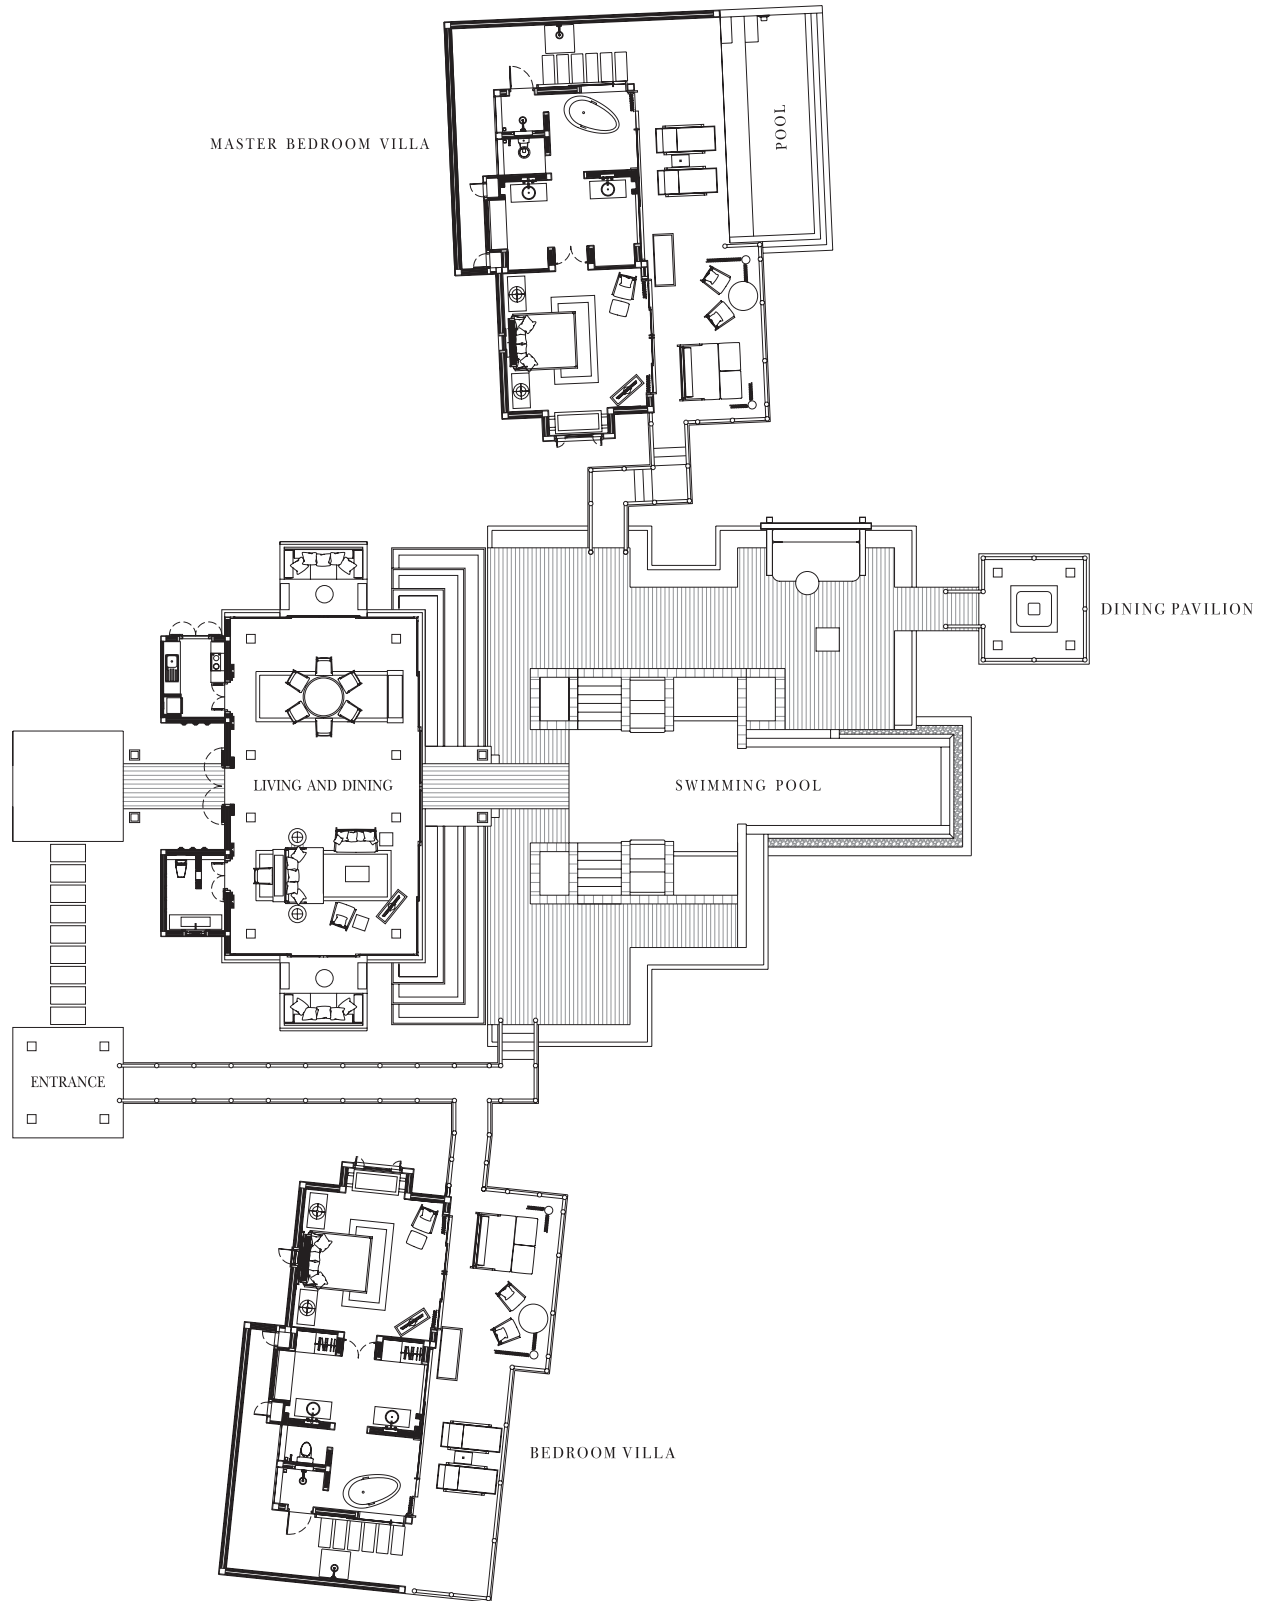 MASTER BEDROOM VILLA
POOL
DINING PAVILION
LIVING AND DINING
SWIMMING POOL
ENTRANCE
BEDROOM VILLA